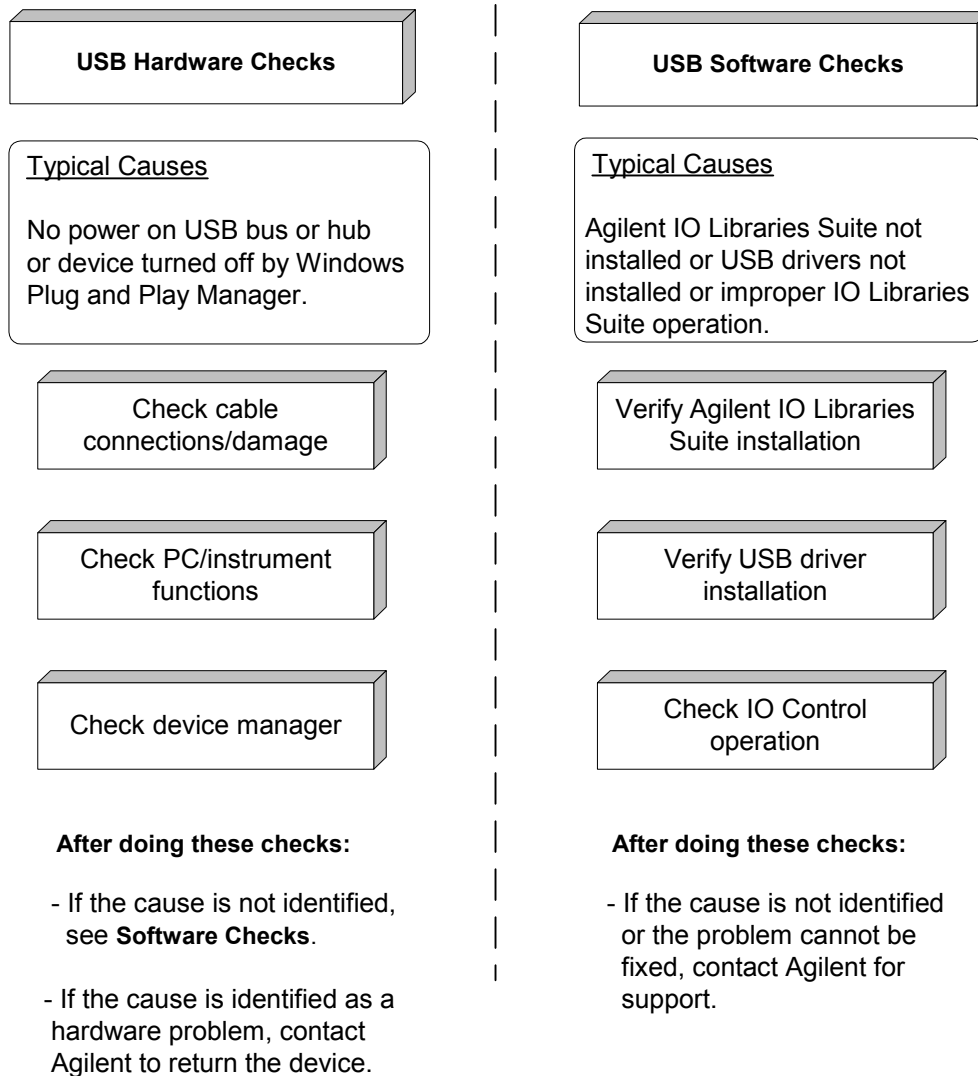 USB Hardware Checks
Typical Causes
No power on USB bus or hub
or device turned off by Windows
Plug and Play Manager.
Check cable
connections/damage
Check PC/instrument
functions
Check device manager
After doing these checks:
- If the cause is not identified,
see Software Checks.
- If the cause is identified as a
hardware problem, contact
Agilent to return the device.
USB Software Checks
Typical Causes
Agilent IO Libraries Suite not
installed or USB drivers not
installed or improper IO Libraries
Suite operation.
Verify Agilent IO Libraries
Suite installation
Verify USB driver
installation
Check IO Control
operation
After doing these checks:
- If the cause is not identified
or the problem cannot be
fixed, contact Agilent for
support.